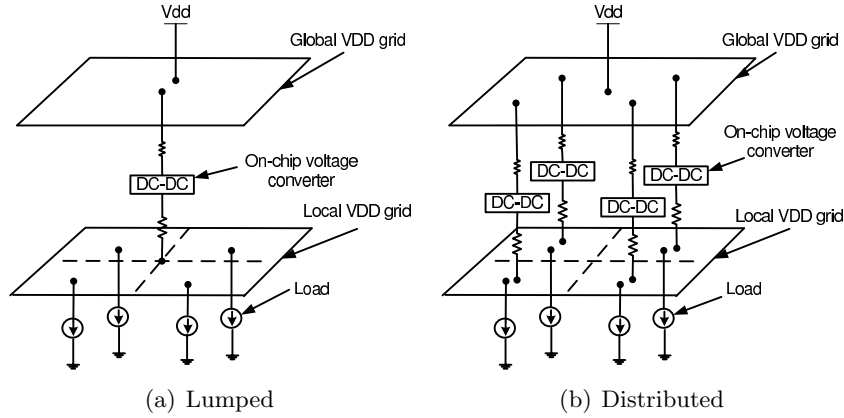 Vdd
Global VDD grid
On-chip voltage
converter
DC-DC
Local VDD grid
Load
(a) Lumped
Vdd
Global VDD grid
On-chip voltage
converter
DC-DC
DC-DC
DC-DC
DC-DC
Local VDD grid
Load
(b) Distributed